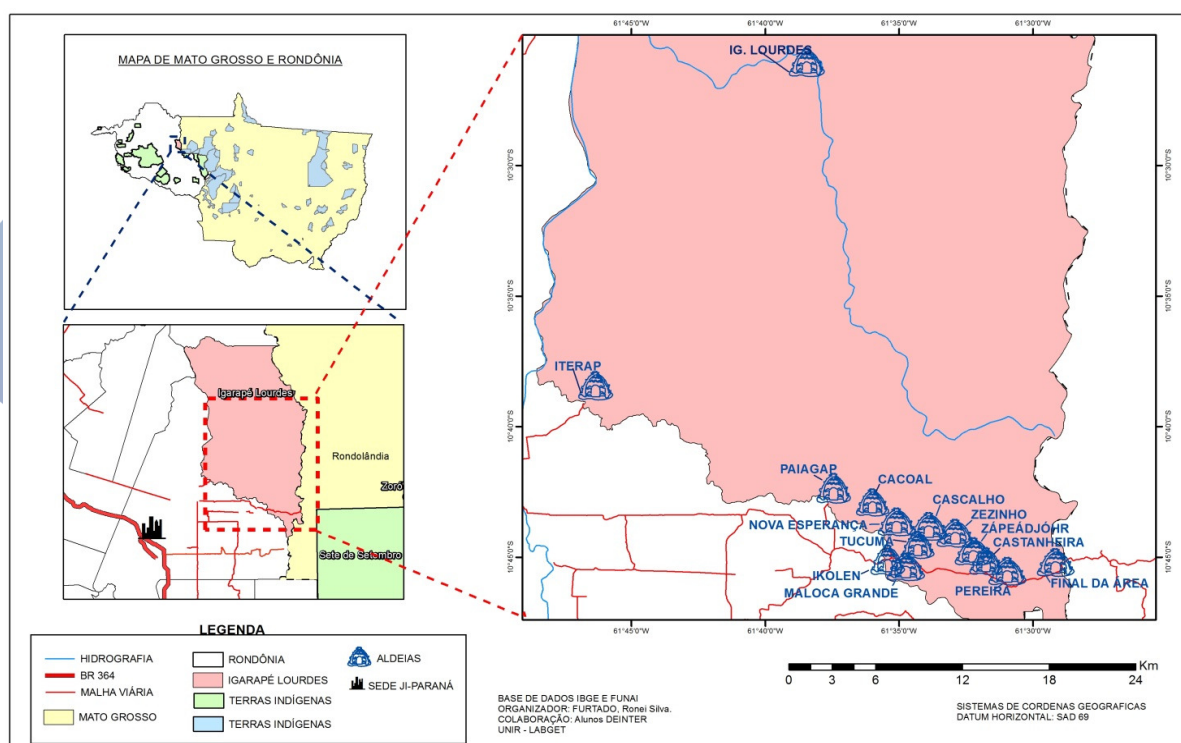 MAPA DE MATO GROSSO E RONDÔNIA
Igarapé Lourdes
Rondolândia
Zoró
Sete de Setembro
61°45'0"W
61°40'0"W
61°35'0"W
61°30'0"W
IG. LOURDES
ITERAP
PAIAGAP
CACOAL
CASCALHO
NOVA ESPERANÇA
ZEZINHO
ZÁPEÁDJÓHR
TUCUMÃ
CASTANHEIRA
IKOLEN
MALOCA GRANDE
PEREIRA
FINAL DA ÁREA
10°30'0"S
10°35'0"S
10°40'0"S
10°45'0"S
10°30'0"S
10°35'0"S
10°40'0"S
10°45'0"S
61°45'0"W
61°40'0"W
61°35'0"W
61°30'0"W
LEGENDA
HIDROGRAFIA
BR 364
MALHA VIÁRIA
MATO GROSSO
RONDÔNIA
IGARAPÉ LOURDES
TERRAS INDÍGENAS
TERRAS INDÍGENAS
ALDEIAS
SEDE JI-PARANÁ
BASE DE DADOS IBGE E FUNAI
ORGANIZADOR: FURTADO, Ronei Silva.
COLABORAÇÃO: Alunos DEINTER
UNIR - LABGET
Km
0 3 6 12 18 24
SISTEMAS DE CORDENAS GEOGRAFICAS
DATUM HORIZONTAL: SAD 69